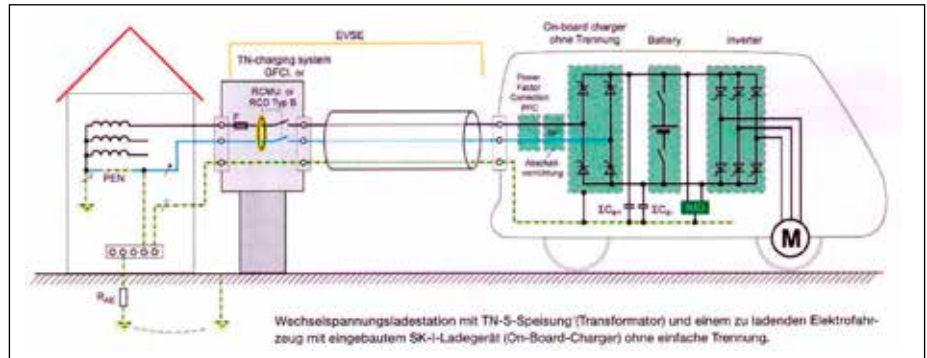 EVSE
TN-charging system
GFCI, or
RCMU, or
RCD Typ B
F
PEN
R_AE
On-board charger
ohne Trennung
Battery
Inverter
Power
Factor
Correction
PFC
M
Wechselspannungsladestation mit TN-S-Speisung (Transformator) und einem zu ladenden Elektrofahr-
zeug mit eingebautem SK-I-Ladegerät (On-Board-Charger) ohne einfache Trennung.